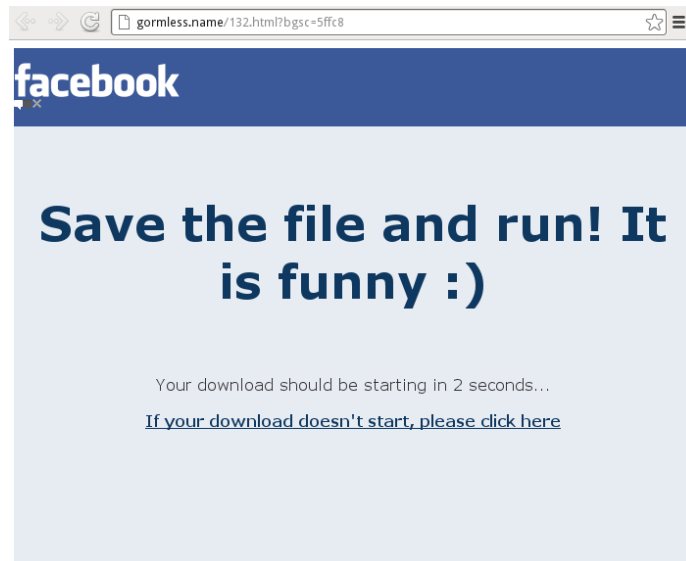 gormless.name/132.html?bgsc=5ffc8
facebook
Save the file and run! It
is funny :)
Your download should be starting in 2 seconds...
If your download doesn't start, please click here